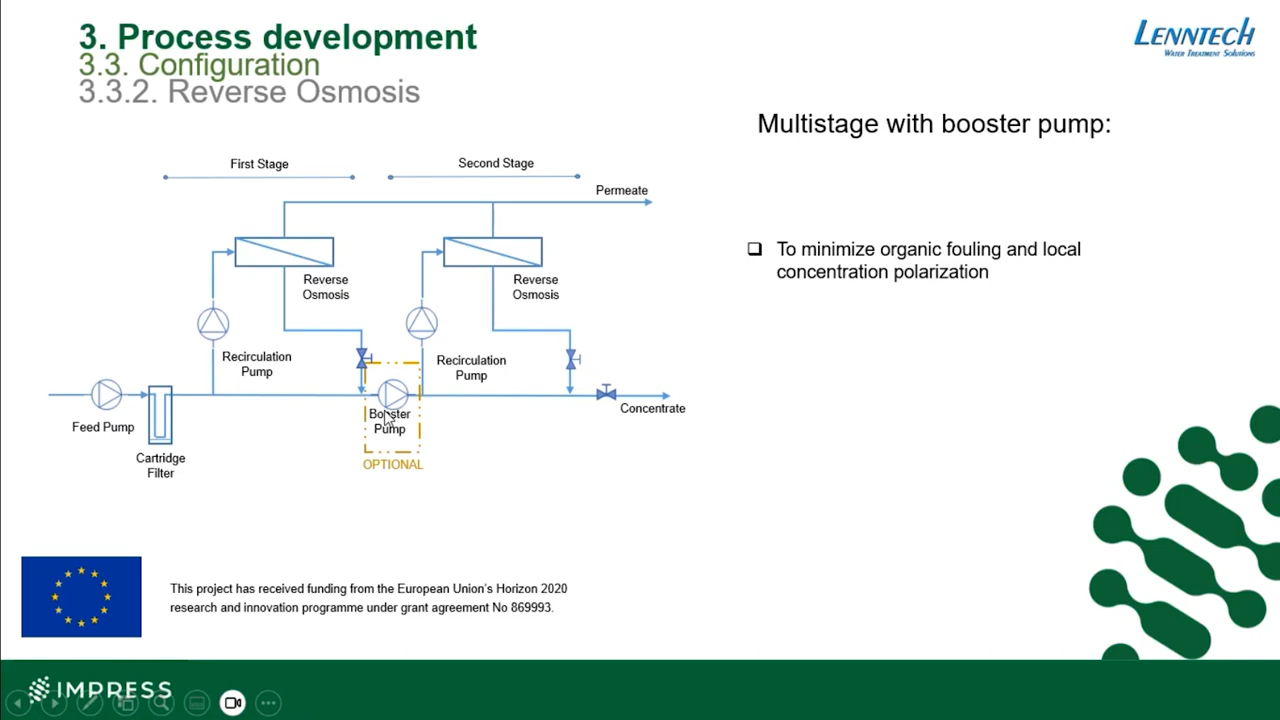 3. Process development
3.3. Configuration
3.3.2. Reverse Osmosis
LENNTECH
WATER TREATMENT SOLUTIONS
Multistage with booster pump:
First Stage
Second Stage
Permeate
To minimize organic fouling and local
concentration polarization
Reverse
Osmosis
Reverse
Osmosis
Recirculation
Pump
Recirculation
Pump
Feed Pump
Cartridge
Filter
Booster
Pump
OPTIONAL
Concentrate
This project has received funding from the European Union's Horizon 2020
research and innovation programme under grant agreement No 869993.
IMPRESS